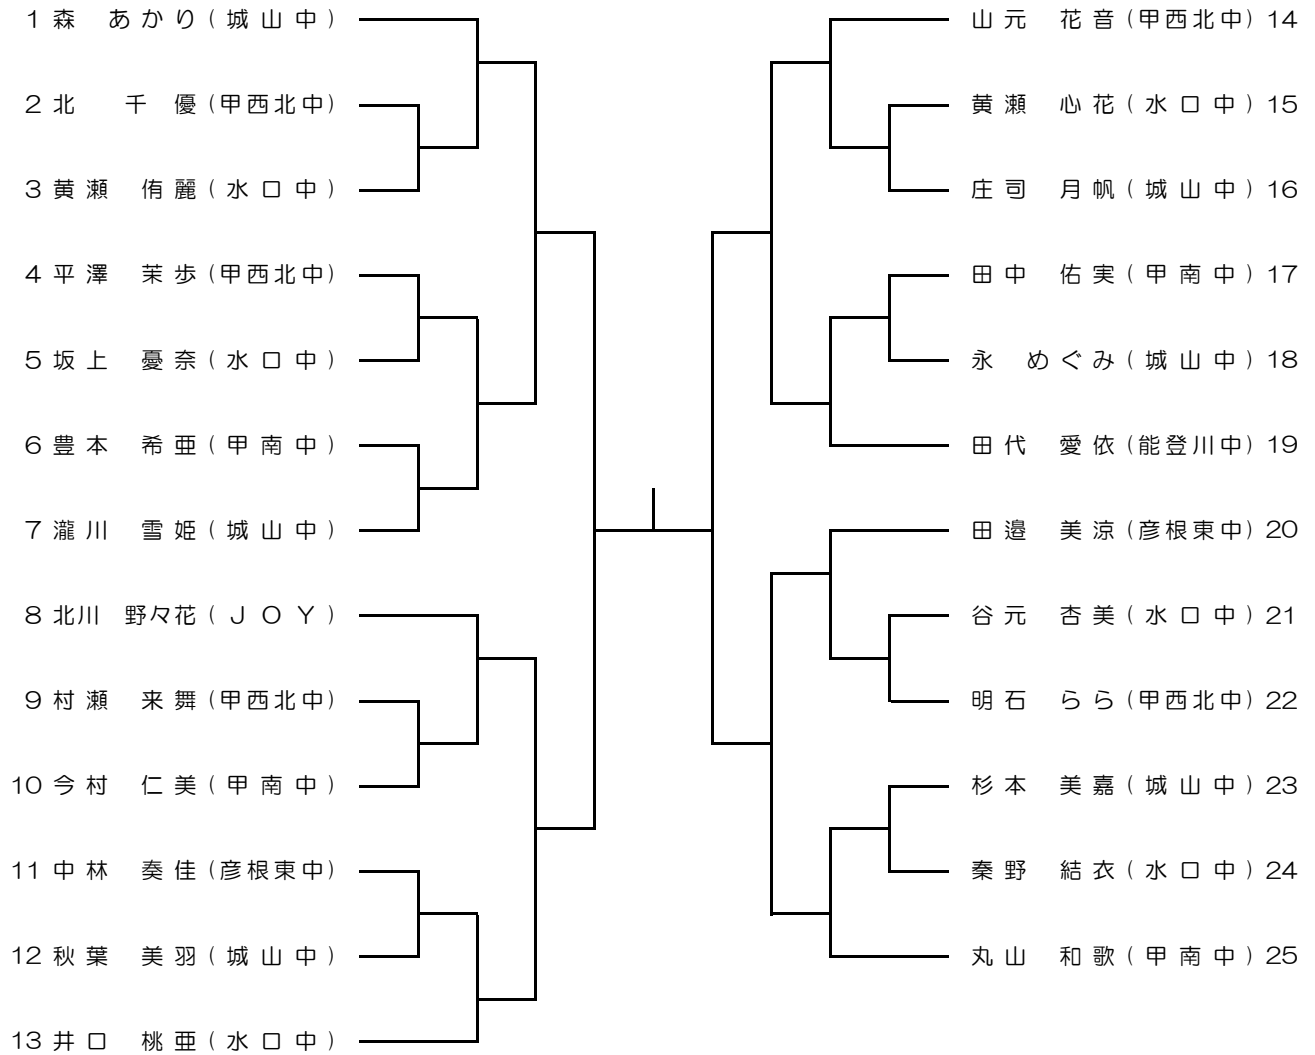 1 森 あかり(城山中)
2 北 千優(甲西北中)
3 黄瀬 侑麗(水口中)
4 平澤 茉歩(甲西北中)
5 坂上 憂奈(水口中)
6 豊本 希亜(甲南中)
7 瀧川 雪姫(城山中)
8 北川 野々花(JOY)
9 村瀬 来舞(甲西北中)
10 今村 仁美(甲南中)
11 中林 奏佳(彦根東中)
12 秋葉 美羽(城山中)
13 井口 桃亜(水口中)
山元 花音(甲西北中) 14
黄瀬 心花(水口中) 15
庄司 月帆(城山中) 16
田中 佑実(甲南中) 17
永 めぐみ(城山中) 18
田代 愛依(能登川中) 19
田邉 美涼(彦根東中) 20
谷元 杏美(水口中) 21
明石 らら(甲西北中) 22
杉本 美嘉(城山中) 23
秦野 結衣(水口中) 24
丸山 和歌(甲南中) 25